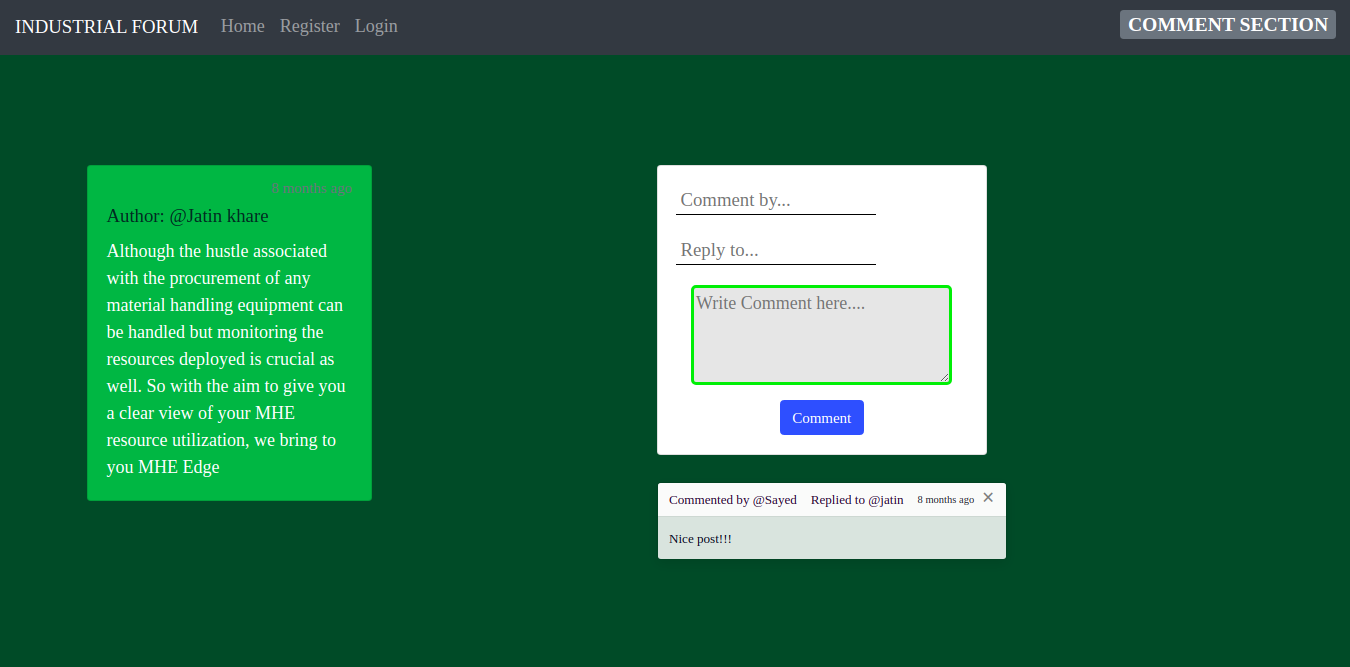 INDUSTRIAL FORUM Home Register Login COMMENT SECTION
months ago
Author: @Jatin khare
Although the hustle associated
with the procurement of any
material handling equipment can
be handled but monitoring the
resources deployed is crucial as
well. So with the aim to give you
a clear view of your MHE
resource utilization, we bring to
you MHE Edge
Comment by...
Reply to...
Write Comment here....
Comment
Commented by @Sayed Replied to @jatin 8 months ago ×
Nice post!!!